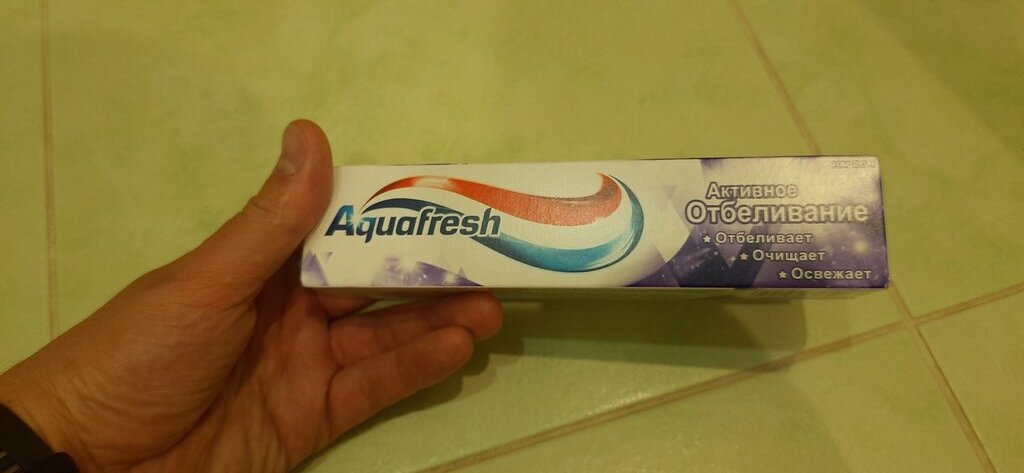 Aquafresh
Активное
Отбеливание
Отбеливает
Очищает
Освежает